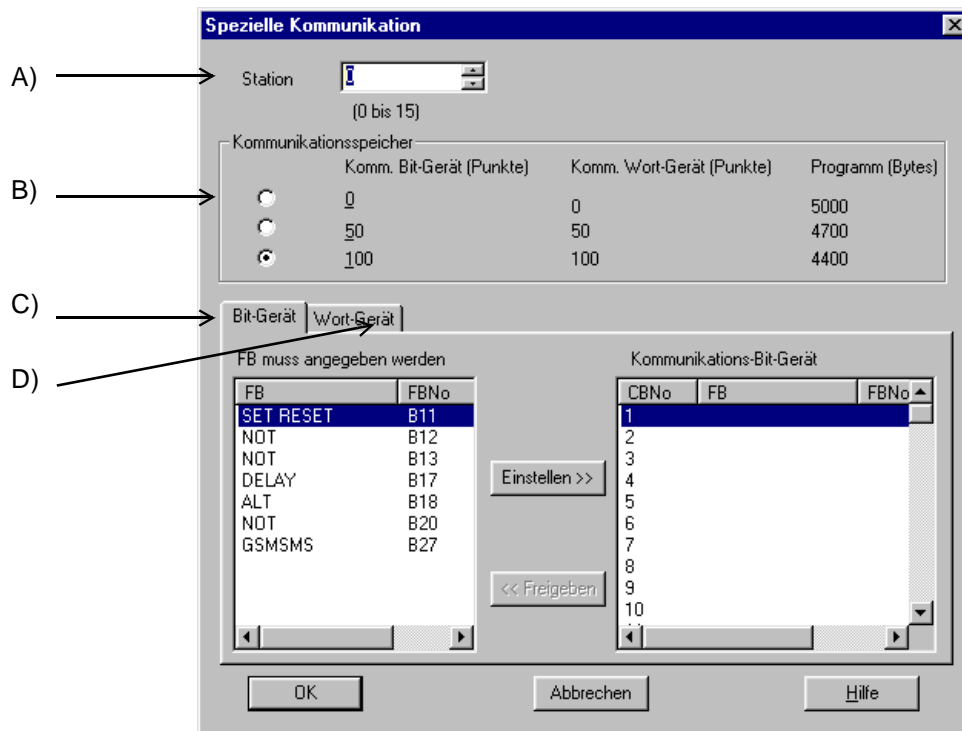 Spezielle Kommunikation
A)
Station
0
(0 bis 15)
Kommunikationsspeicher
Komm. Bit-Gerät (Punkte) Komm. Wort-Gerät (Punkte) Programm (Bytes)
B)
0 0 5000
50 50 4700
100 100 4400
C)
Bit-Gerät Wort-Gerät
D)
FB muss angegeben werden Kommunikations-Bit-Gerät
FB FBNo CBNo FB FBNo
SET RESET B11 1
NOT B12 2
NOT B13 3
DELAY B17 4
ALT B18 5
NOT B20 6
GSMSMS B27 7
8
9
10
Einstellen >>
<< Freigeben
OK Abbrechen Hilfe